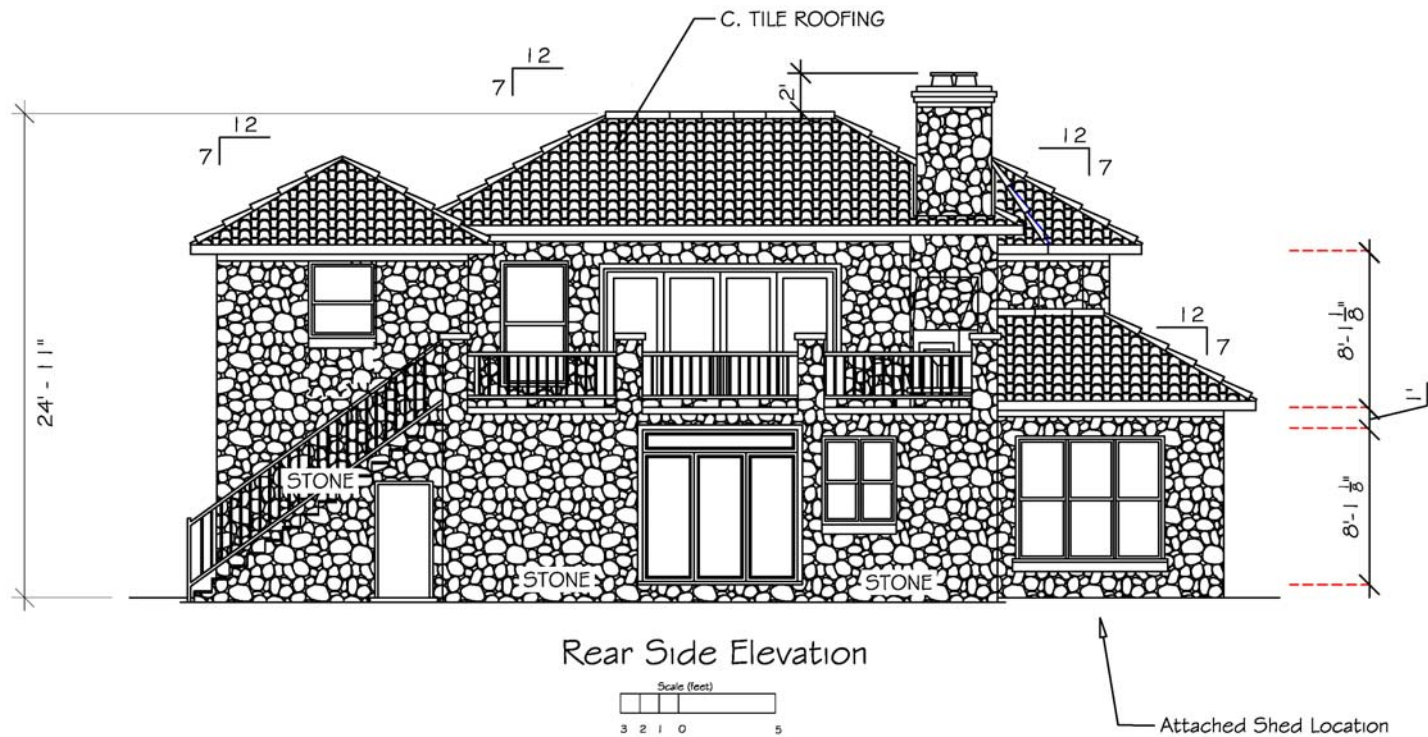 C. TILE ROOFING
12
7
2'
12
7
12
7
24' - 11"
12
7
8'-1 1/8"
1'
STONE
8'-1 1/8"
STONE
STONE
Rear Side Elevation
Scale (feet)
3 2 1 0 5
Attached Shed Location